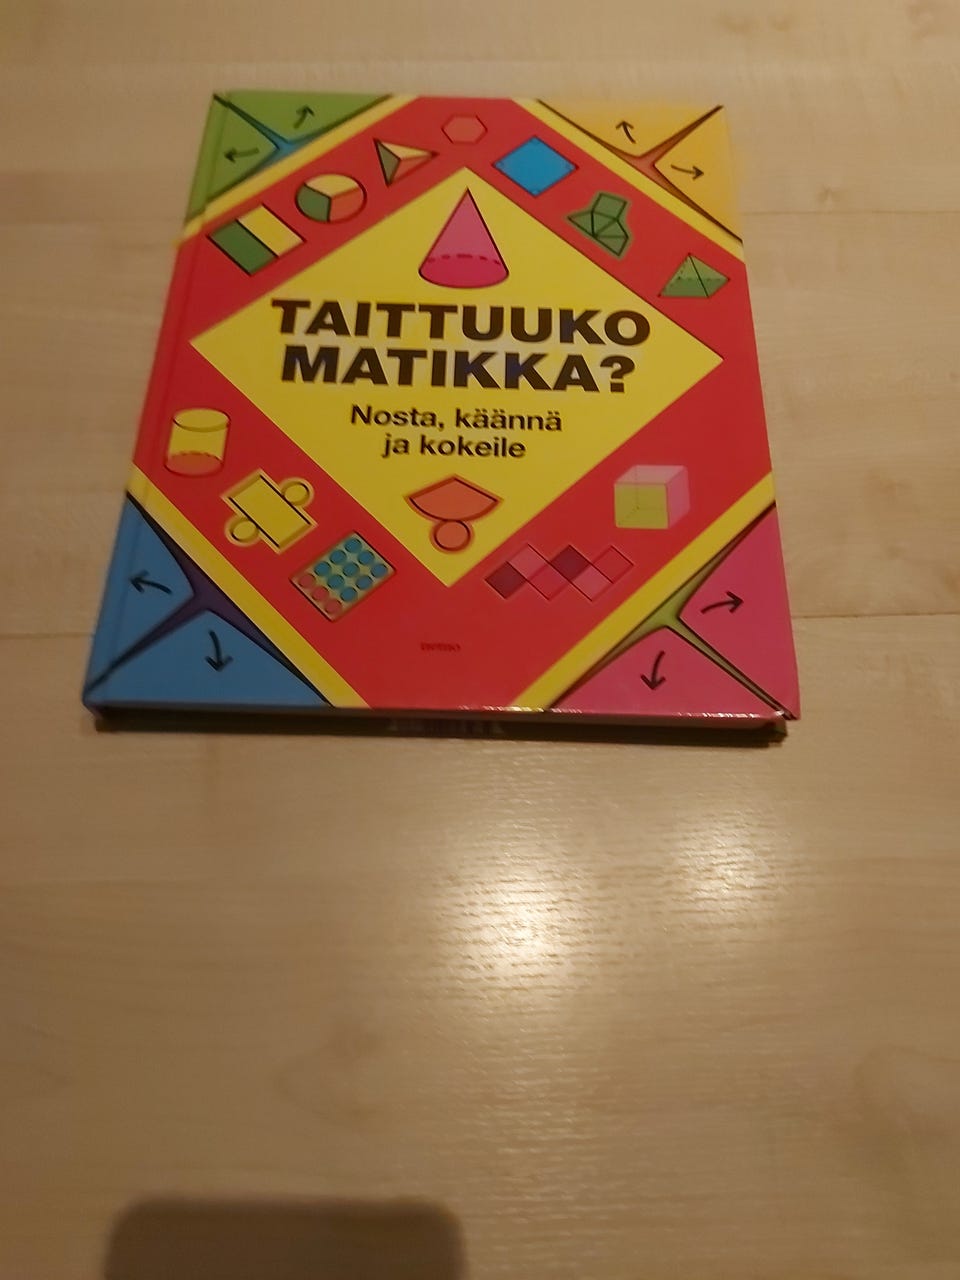 TAITTUUKO
MATIKKA?
Nosta, käännä
ja kokeile